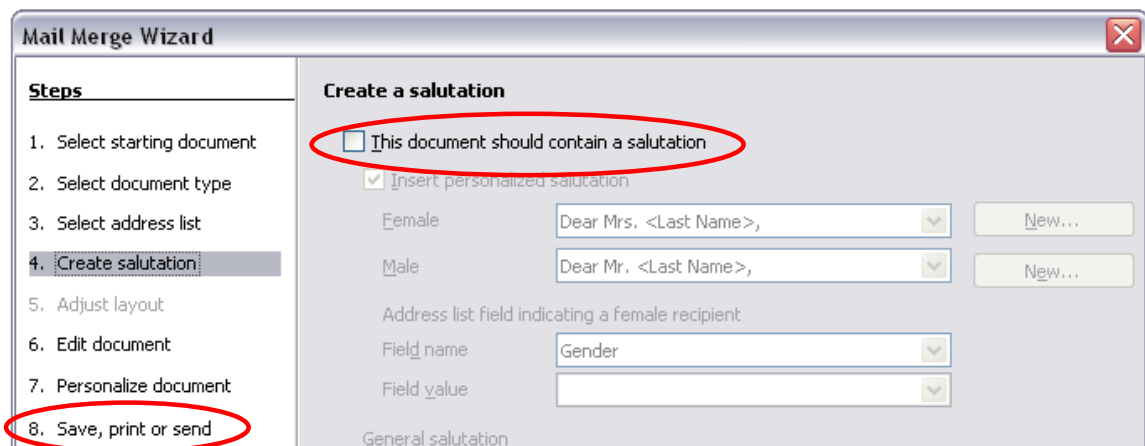 Mail Merge Wizard
Steps
1. Select starting document
2. Select document type
3. Select address list
4. Create salutation
5. Adjust layout
6. Edit document
7. Personalize document
8. Save, print or send
Create a salutation
This document should contain a salutation
Insert personalized salutation
Female Dear Mrs. <Last Name>, New...
Male Dear Mr. <Last Name>, New...
Address list field indicating a female recipient
Field name Gender
Field value
General salutation